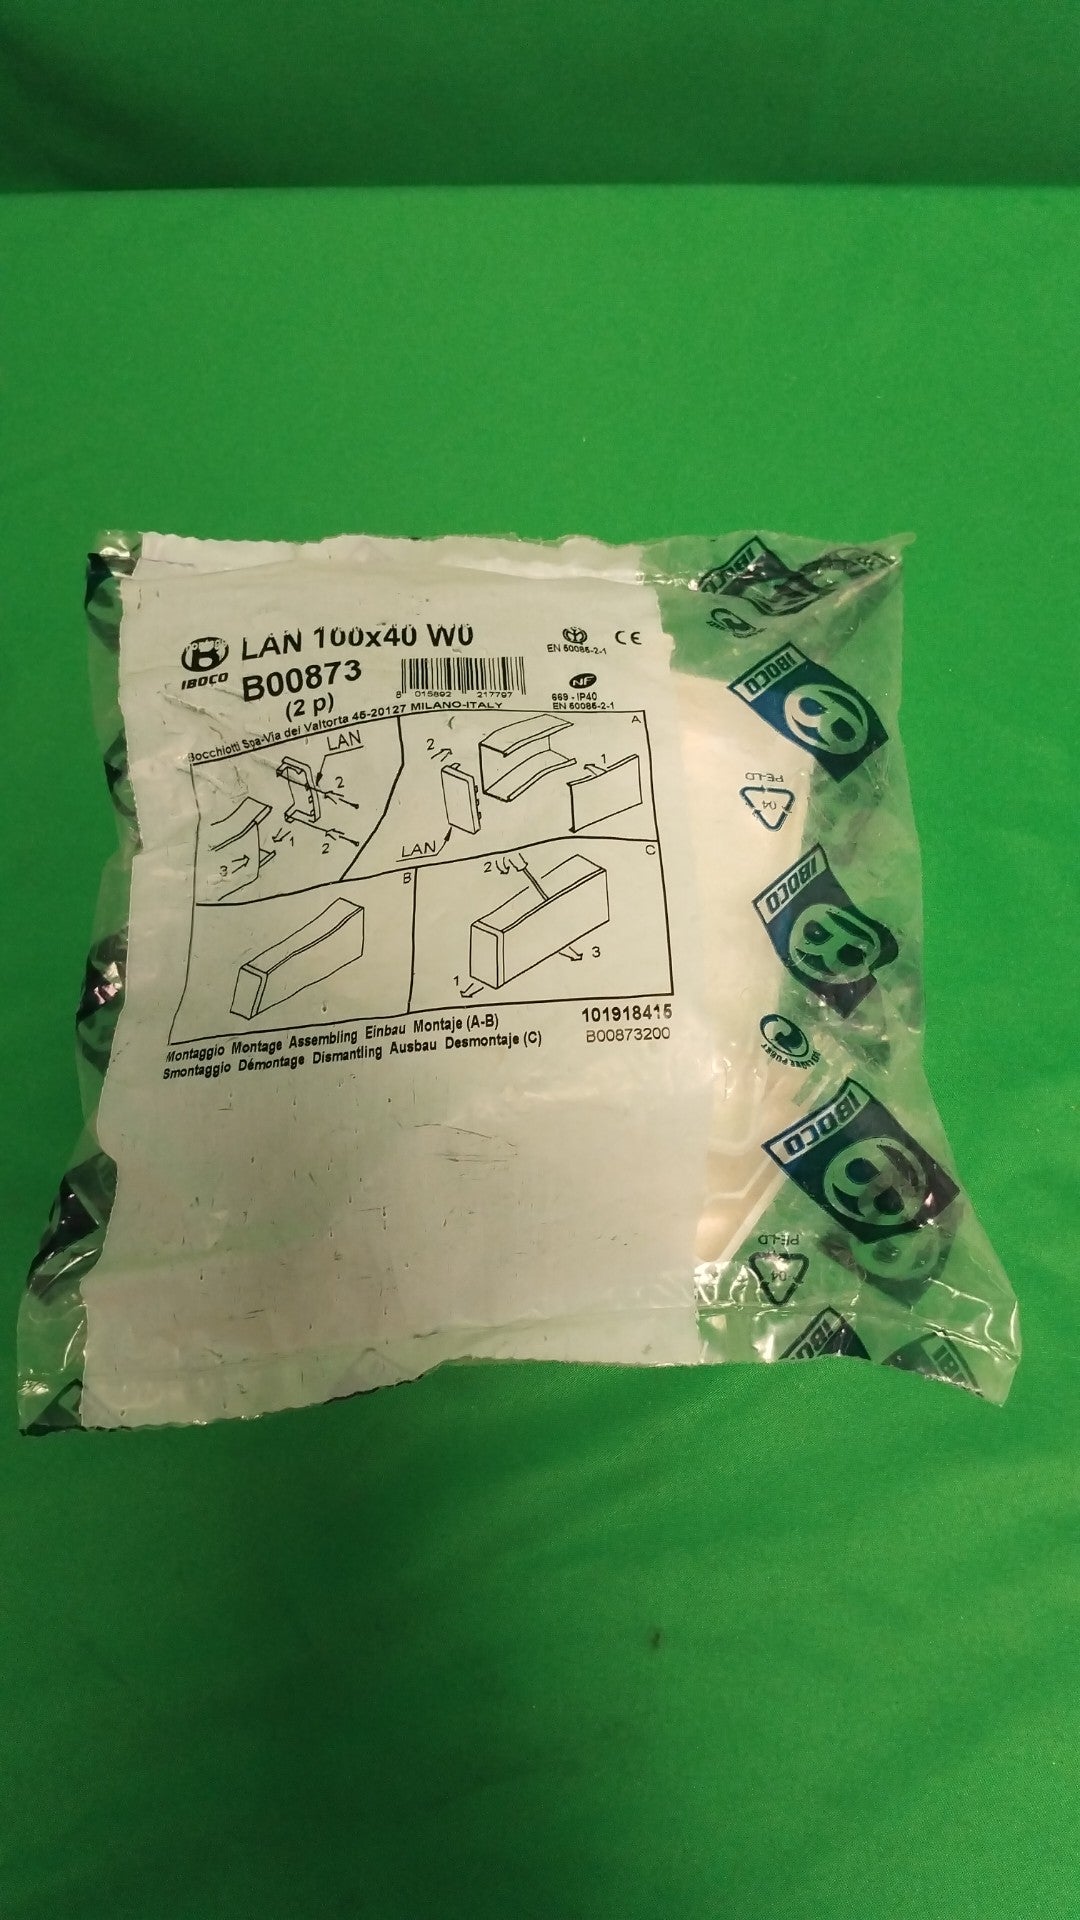 IBOCO
LAN 100x40 W0
B00873
(2 p)
8 015892 217797
EN 50085-2-1
CE
NF
669 - IP40
EN 50085-2-1
Bocchiotti Spa-Via dei Valtorta 45-20127 MILANO-ITALY
LAN
2
1
2
3
A
2
1
LAN
B
C
2
3
1
Montaggio Montage Assembling Einbau Montaje (A-B)
Smontaggio Démontage Dismantling Ausbau Desmontaje (C)
101918415
B00873200
IBOCO
IBOCO
PE-LD
04
IBOCO
IBOCO
PE-LD
04
IBOCO